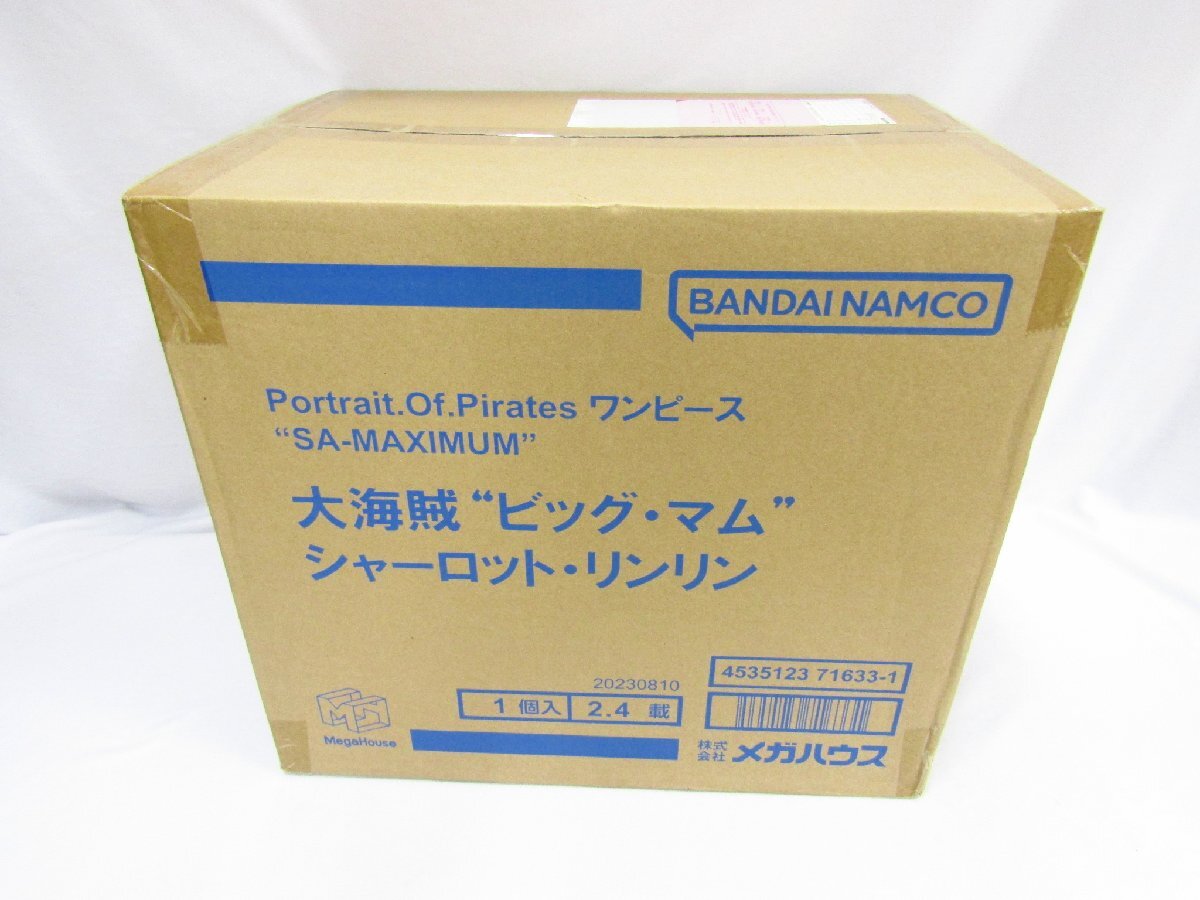 BANDAI NAMCO
Portrait.Of.Pirates ワンピース
“SA-MAXIMUM”
大海賊“ビッグ・マム”
シャーロット・リンリン
20230810
4535123 71633-1
1 個入 2.4 載
MegaHouse
株式会社 メガハウス